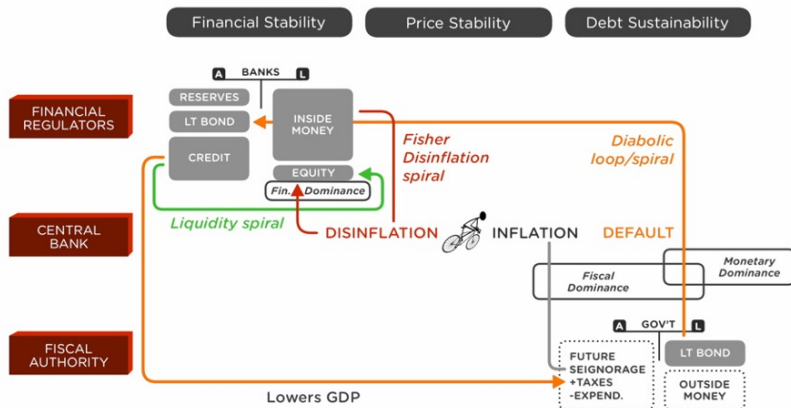 Financial Stability
Price Stability
Debt Sustainability
FINANCIAL
REGULATORS
CENTRAL
BANK
FISCAL
AUTHORITY
A BANKS L
RESERVES
LT BOND
CREDIT
INSIDE
MONEY
EQUITY
Fin. Dominance
Liquidity spiral
Fisher
Disinflation
spiral
Diabolic
loop/spiral
DISINFLATION
INFLATION
DEFAULT
Fiscal
Dominance
Monetary
Dominance
A GOV'T L
FUTURE
SEIGNORAGE
+TAXES
-EXPEND.
LT BOND
OUTSIDE
MONEY
Lowers GDP